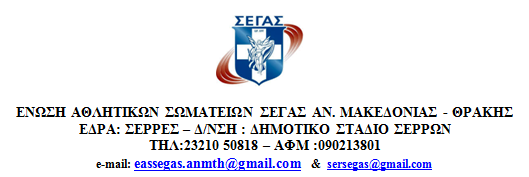 ΣΕΓΑΣ
ΕΝΩΣΗ ΑΘΛΗΤΙΚΩΝ ΣΩΜΑΤΕΙΩΝ ΣΕΓΑΣ ΑΝ. ΜΑΚΕΔΟΝΙΑΣ - ΘΡΑΚΗΣ
ΕΔΡΑ: ΣΕΡΡΕΣ – Δ/ΝΣΗ : ΔΗΜΟΤΙΚΟ ΣΤΑΔΙΟ ΣΕΡΡΩΝ
ΤΗΛ:23210 50818 – ΑΦΜ :090213801
e-mail: eassegas.anmth@gmail.com & sersegas@gmail.com